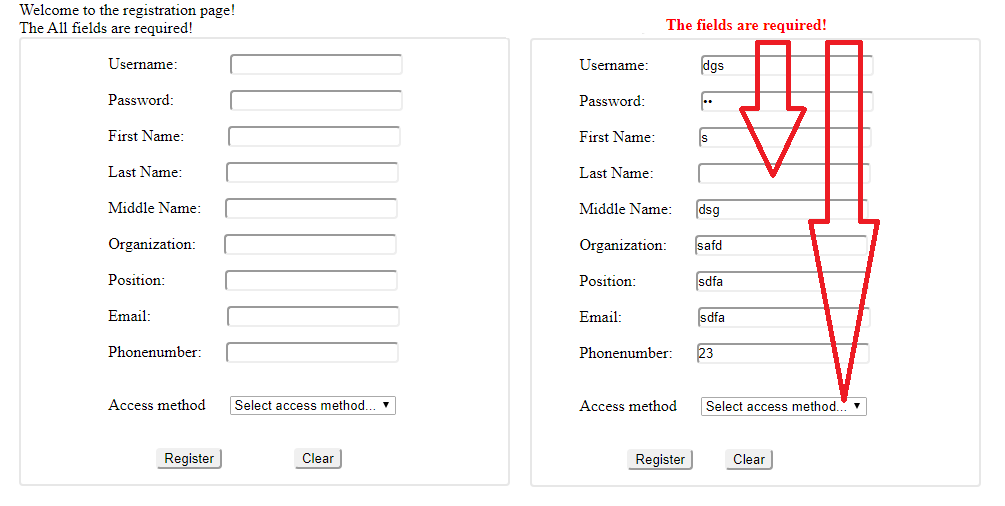 Welcome to the registration page!
The All fields are required!
Username:
Password:
First Name:
Last Name:
Middle Name:
Organization:
Position:
Email:
Phonenumber:
Access method Select access method...
Register Clear
The fields are required!
Username: dgs
Password: ••
First Name: s
Last Name:
Middle Name: dsg
Organization: safd
Position: sdfa
Email: sdfa
Phonenumber: 23
Access method Select access method...
Register Clear